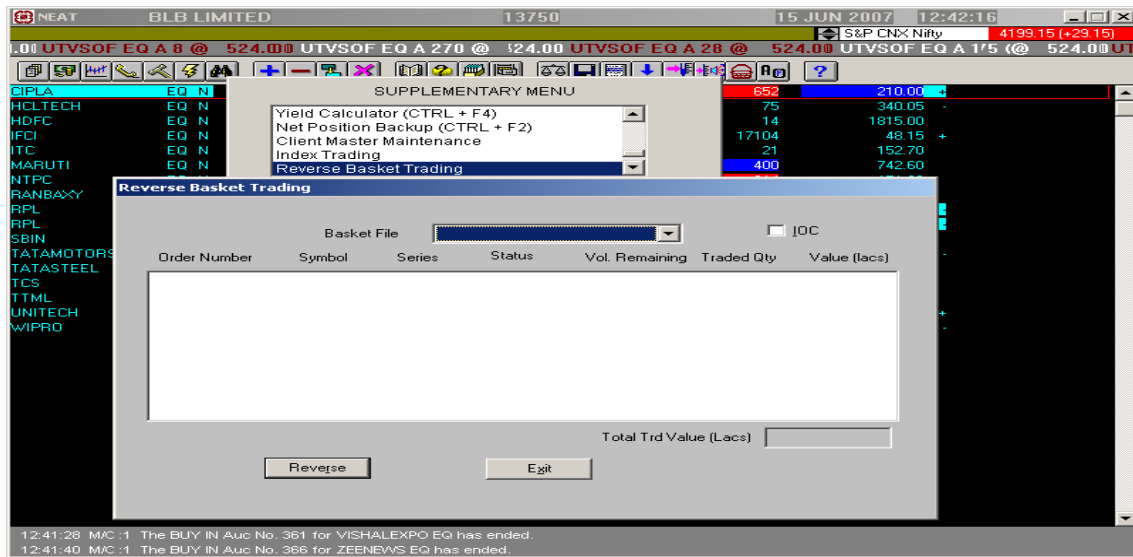 NEAT BLB LIMITED 13750 15 JUN 2007 12:42:16
S&P CNX Nifty 4199.15 (+29.15)
UTVSOF EQ A 8 @ 524.00 UTVSOF EQ A 270 @ 524.00 UTVSOF EQ A 28 @ 524.00 UTVSOF EQ A 175 (@ 524.00 UT
?
CIPLA EQ N 652 210.00 +
SUPPLEMENTARY MENU
HCLTECH EQ N 75 340.05 -
Yield Calculator (CTRL + F4)
HDFC EQ N 14 1815.00
Net Position Backup (CTRL + F2)
IFCI EQ N 17104 48.15 +
Client Master Maintenance
ITC EQ N 21 152.70
Index Trading
MARUTI EQ N 400 742.60
Reverse Basket Trading
NTPC
RANBAXY
RPL
RPL
SBIN
TATAMOTORS
TATASTEEL
TCS
TTML
UNITECH +
WIPRO -
Reverse Basket Trading
Basket File IOC
Order Number Symbol Series Status Vol. Remaining Traded Qty Value (lacs)
Total Trd Value (Lacs)
Reverse Exit
12:41:28 M/C :1 The BUY IN Auc No. 361 for VISHALEXPO EQ has ended.
12:41:40 M/C :1 The BUY IN Auc No. 366 for ZEENEWS EQ has ended.